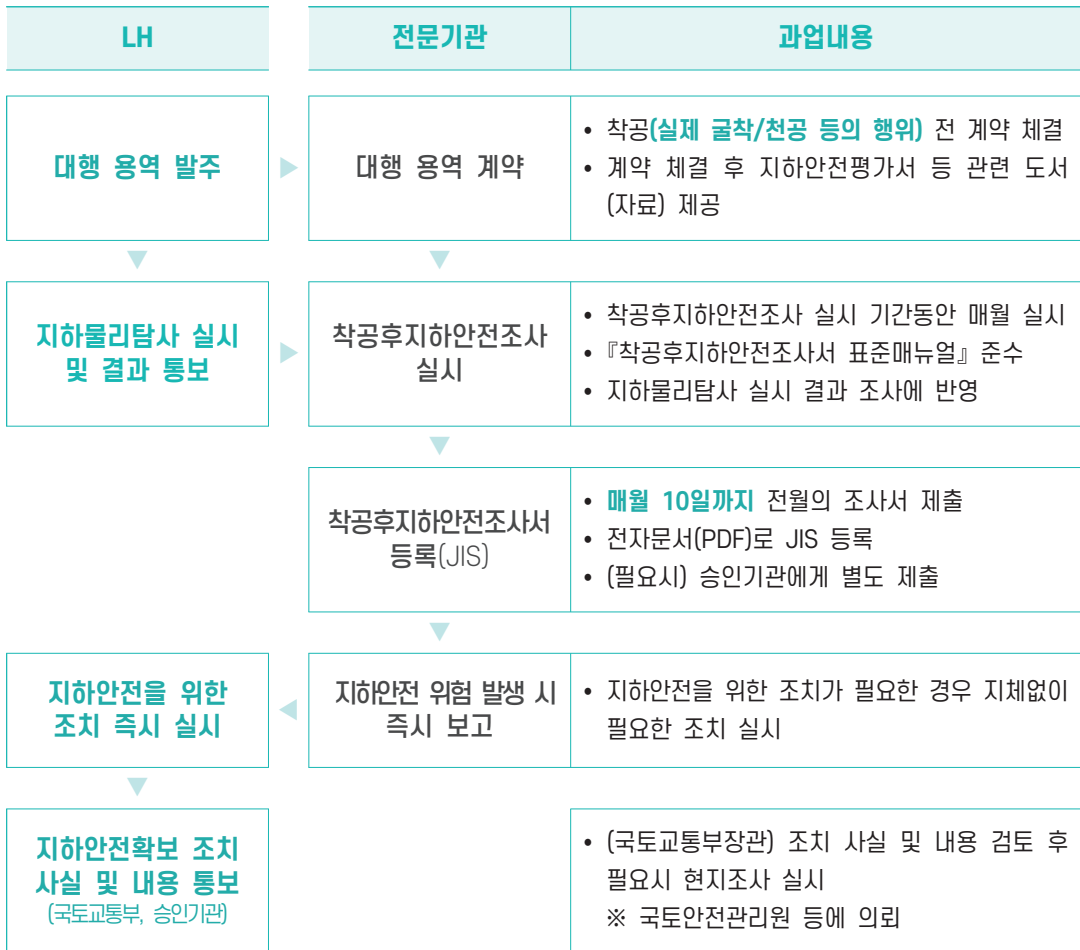 LH
전문기관
과업내용
대행 용역 발주
▶
대행 용역 계약
• 착공(실제 굴착/천공 등의 행위) 전 계약 체결
• 계약 체결 후 지하안전평가서 등 관련 도서
(자료) 제공
▼
▼
지하물리탐사 실시
및 결과 통보
▶
착공후지하안전조사
실시
• 착공후지하안전조사 실시 기간동안 매월 실시
• 『착공후지하안전조사서 표준매뉴얼』 준수
• 지하물리탐사 실시 결과 조사에 반영
▼
착공후지하안전조사서
등록(JIS)
• 매월 10일까지 전월의 조사서 제출
• 전자문서(PDF)로 JIS 등록
• (필요시) 승인기관에게 별도 제출
▼
지하안전을 위한
조치 즉시 실시
◀
지하안전 위험 발생 시
즉시 보고
• 지하안전을 위한 조치가 필요한 경우 지체없이
필요한 조치 실시
▼
지하안전확보 조치
사실 및 내용 통보
(국토교통부, 승인기관)
• (국토교통부장관) 조치 사실 및 내용 검토 후
필요시 현지조사 실시
※ 국토안전관리원 등에 의뢰